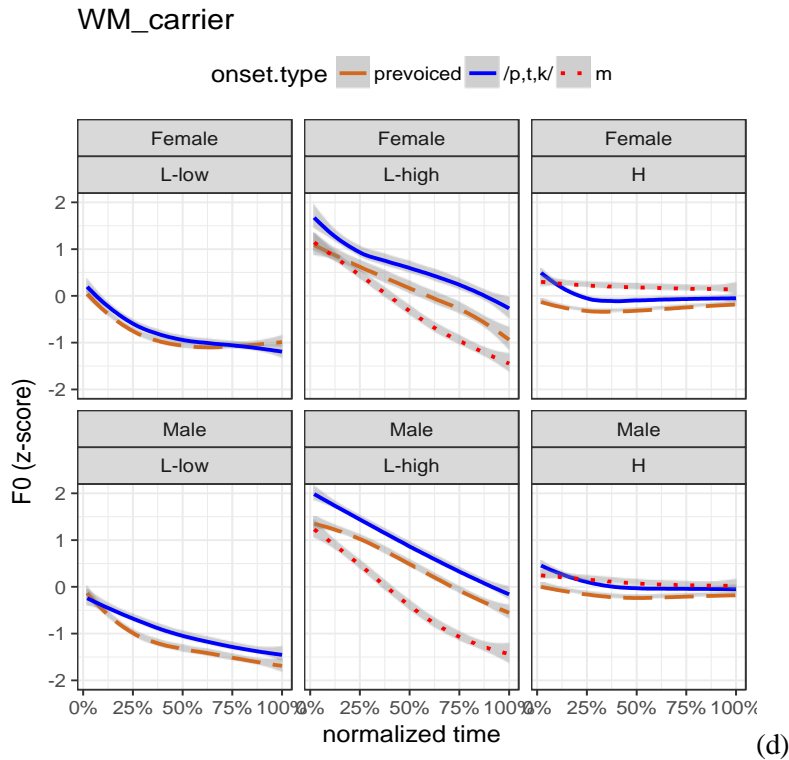 WM_carrier
onset.type prevoiced /p,t,k/ m
Female Female Female
L-low L-high H
2
1
0
-1
-2
Male Male Male
L-low L-high H
2
1
0
-1
-2
F0 (z-score)
0% 25% 50% 75% 100% 0% 25% 50% 75% 100% 0% 25% 50% 75% 100%
normalized time
(d)